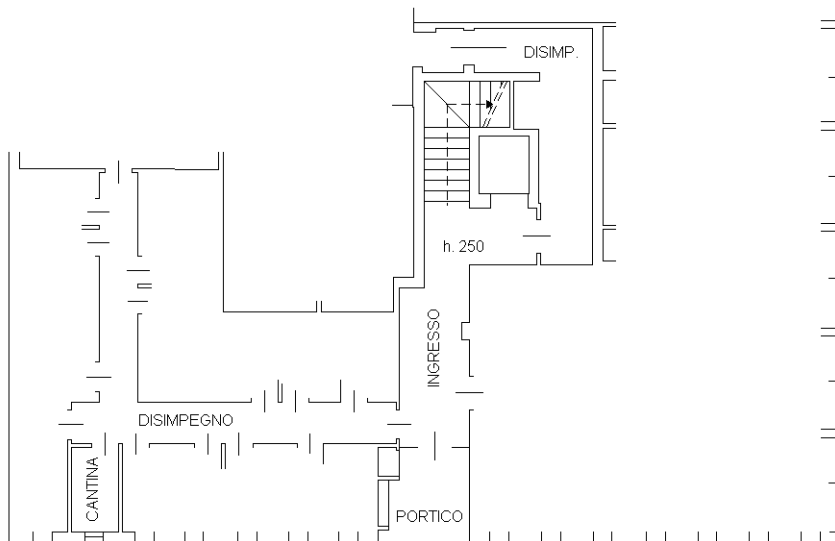 DISIMP.
h. 250
INGRESSO
DISIMPEGNO
CANTINA
PORTICO